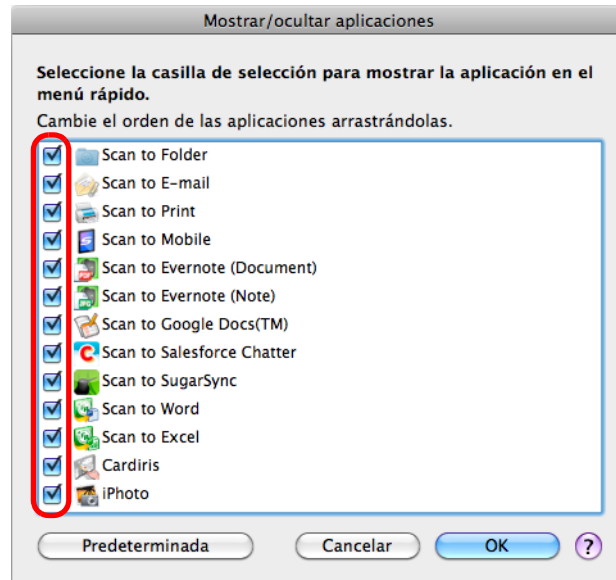 Mostrar/ocultar aplicaciones
Seleccione la casilla de selección para mostrar la aplicación en el
menú rápido.
Cambie el orden de las aplicaciones arrastrándolas.
Scan to Folder
Scan to E-mail
Scan to Print
Scan to Mobile
Scan to Evernote (Document)
Scan to Evernote (Note)
Scan to Google Docs(TM)
Scan to Salesforce Chatter
Scan to SugarSync
Scan to Word
Scan to Excel
Cardiris
iPhoto
Predeterminada
Cancelar
OK
?